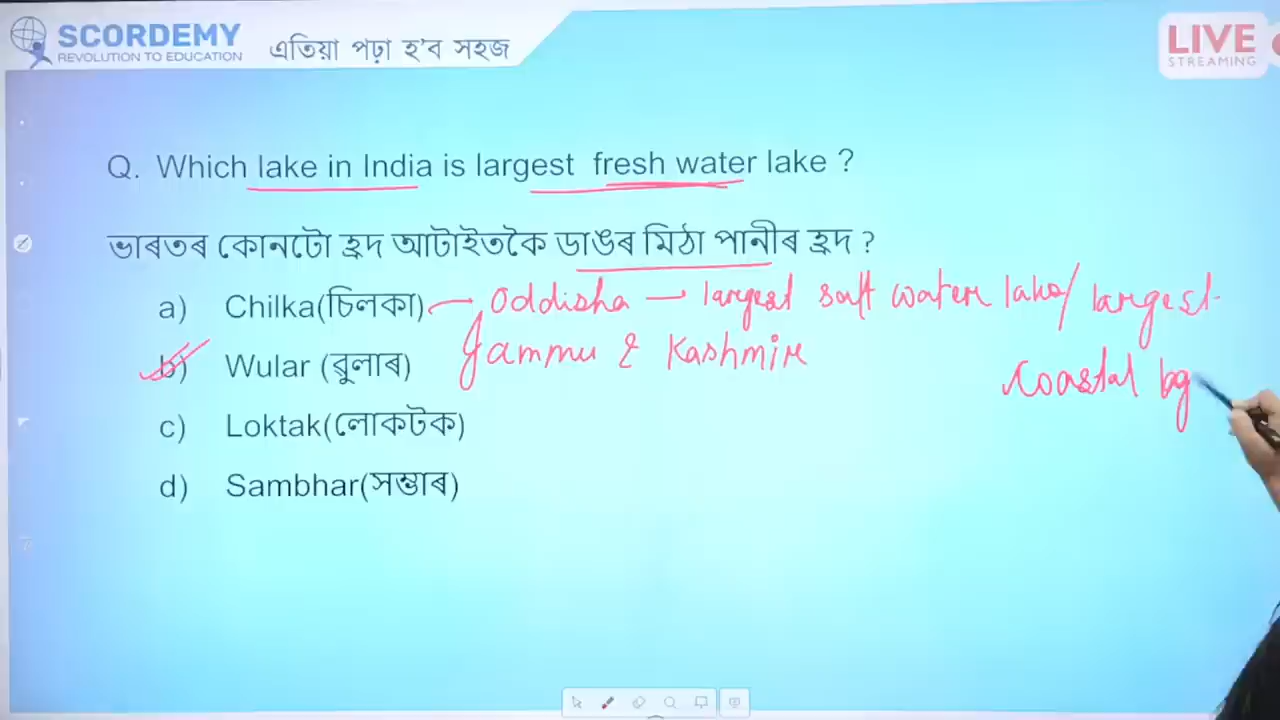 SCORDEMY
REVOLUTION TO EDUCATION
এতিয়া পঢ়া হ'ব সহজ
LIVE
STREAMING
Q. Which lake in India is largest fresh water lake ?
ভাৰতৰ কোনটো হ্ৰদ আটাইতকৈ ডাঙৰ মিঠা পানীৰ হ্ৰদ ?
a) Chilka(চিলকা) Oddisha — largest salt water lake/ largest
b) Wular (ৱুলাৰ) Jammu & Kashmir
coastal
c) Loktak(লোকটক)
d) Sambhar(সম্ভাৰ)